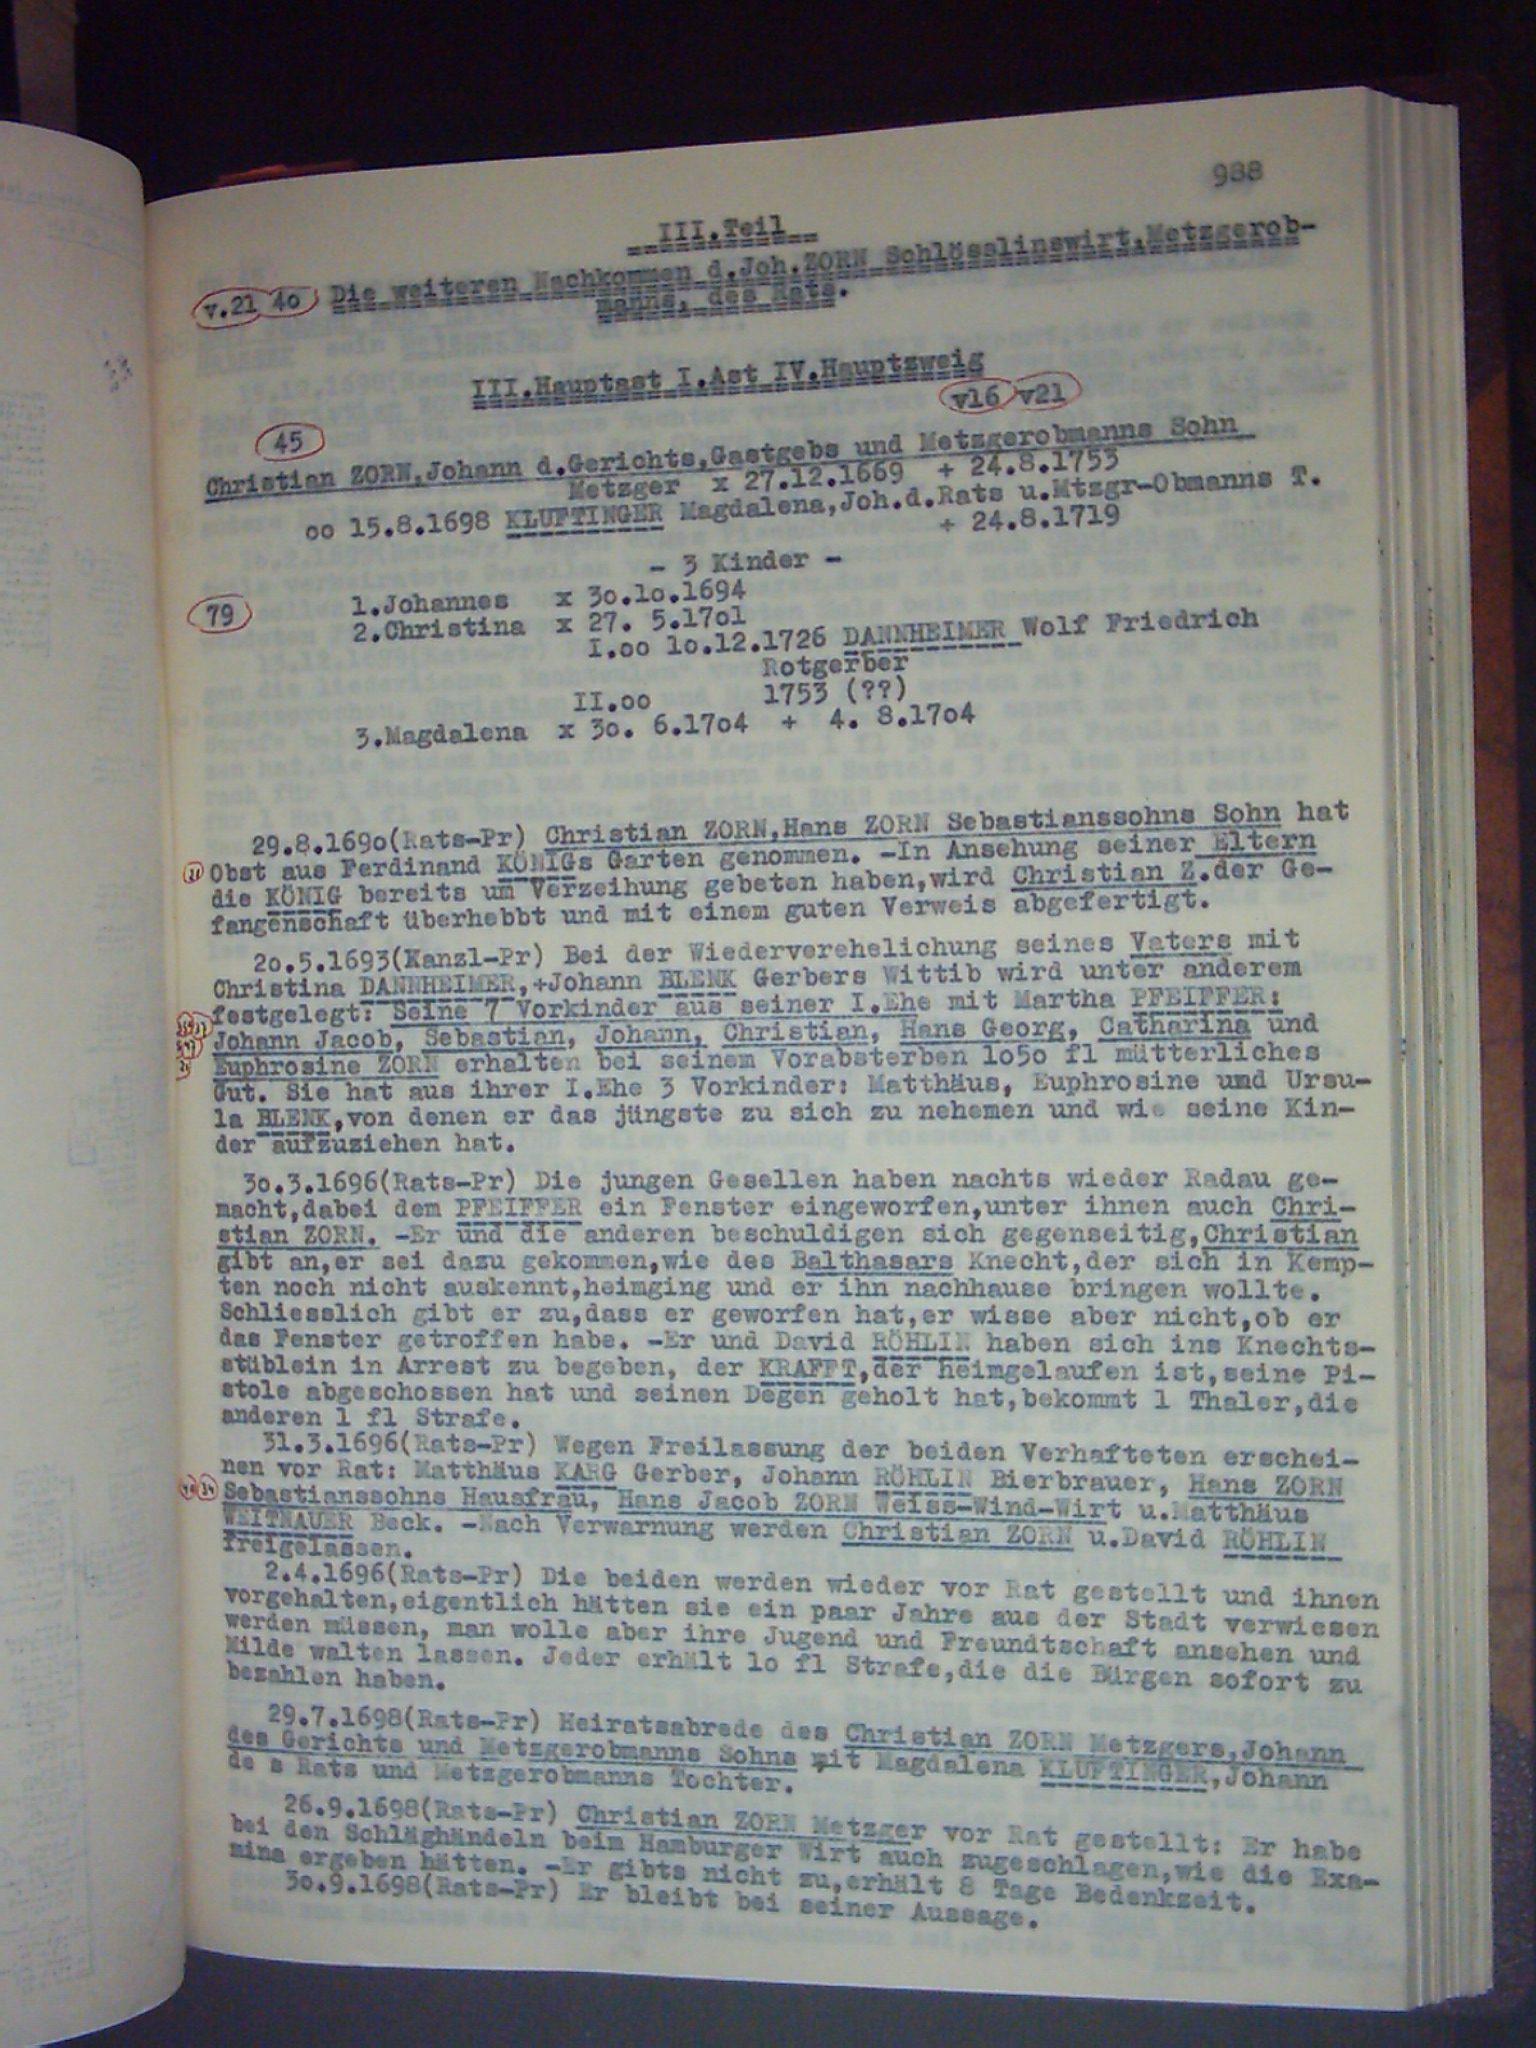 988
III.Teil
v.21 4o Die weiteren Nachkommen d.Joh.ZORN Schlösslinswirt,Metzgerob-
manns, des Rats.
III.Hauptast I.Ast IV.Hauptzweig
v16 v21
45
Christian ZORN,Johann d.Gerichts,Gastgebs und Metzgerobmanns Sohn
Metzger x 27.12.1669 + 24.8.1753
oo 15.8.1698 KLUFTINGER Magdalena,Joh.d.Rats u.Mtzgr-Obmanns T.
+ 24.8.1719
- 3 Kinder -
1.Johannes x 3o.1o.1694
79 2.Christina x 27. 5.17o1
I.oo 1o.12.1726 DANNHEIMER Wolf Friedrich
Rotgerber
II.oo 1753 (??)
3.Magdalena x 3o. 6.17o4 + 4. 8.17o4
29.8.169o(Rats-Pr) Christian ZORN,Hans ZORN Sebastianssohns Sohn hat
21 Obst aus Ferdinand KÖNIGs Garten genommen. -In Ansehung seiner Eltern
die KÖNIG bereits um Verzeihung gebeten haben,wird Christian Z.der Ge-
fangenschaft überhebbt und mit einem guten Verweis abgefertigt.
2o.5.1693(Kanzl-Pr) Bei der Wiederverehelichung seines Vaters mit
Christina DANNHEIMER,+Johann BLENK Gerbers Wittib wird unter anderem
festgelegt: Seine 7 Vorkinder aus seiner I.Ehe mit Martha PFEIFFER:
Johann Jacob, Sebastian, Johann, Christian, Hans Georg, Catharina und
Euphrosine ZORN erhalten bei seinem Vorabsterben 1o5o fl mütterliches
Gut. Sie hat aus ihrer I.Ehe 3 Vorkinder: Matthäus, Euphrosine und Ursu-
la BLENK,von denen er das jüngste zu sich zu nehemen und wie seine Kin-
der aufzuziehen hat.
3o.3.1696(Rats-Pr) Die jungen Gesellen haben nachts wieder Radau ge-
macht,dabei dem PFEIFFER ein Fenster eingeworfen,unter ihnen auch Chri-
stian ZORN. -Er und die anderen beschuldigen sich gegenseitig,Christian
gibt an,er sei dazu gekommen,wie des Balthasars Knecht,der sich in Kemp-
ten noch nicht auskennt,heimging und er ihn nachhause bringen wollte.
Schliesslich gibt er zu,dass er geworfen hat,er wisse aber nicht,ob er
das Fenster getroffen habe. -Er und David RÖHLIN haben sich ins Knechts-
stüblein in Arrest zu begeben, der KRAFFT,der heimgelaufen ist,seine Pi-
stole abgeschossen hat und seinen Degen geholt hat,bekommt 1 Thaler,die
anderen 1 fl Strafe.
31.3.1696(Rats-Pr) Wegen Freilassung der beiden Verhafteten erschei-
nen vor Rat: Matthäus KARG Gerber, Johann RÖHLIN Bierbrauer, Hans ZORN
Sebastianssohns Hausfrau, Hans Jacob ZORN Weiss-Wind-Wirt u.Matthäus
WEITNAUER Beck. -Nach Verwarnung werden Christian ZORN u.David RÖHLIN
freigelassen.
2.4.1696(Rats-Pr) Die beiden werden wieder vor Rat gestellt und ihnen
vorgehalten,eigentlich hätten sie ein paar Jahre aus der Stadt verwiesen
werden müssen, man wolle aber ihre Jugend und Freundtschaft ansehen und
Milde walten lassen. Jeder erhält 1o fl Strafe,die die Bürgen sofort zu
bezahlen haben.
29.7.1698(Rats-Pr) Heiratsabrede des Christian ZORN Metzgers,Johann
des Gerichts und Metzgerobmanns Sohns mit Magdalena KLUFTINGER,Johann
de s Rats und Metzgerobmanns Tochter.
26.9.1698(Rats-Pr) Christian ZORN Metzger vor Rat gestellt: Er habe
bei den Schlöghändeln beim Hamburger Wirt auch zugeschlagen,wie die Exa-
mina ergeben hätten. -Er gibts nicht zu,erhält 8 Tage Bedenkzeit.
3o.9.1698(Rats-Pr) Er bleibt bei seiner Aussage.